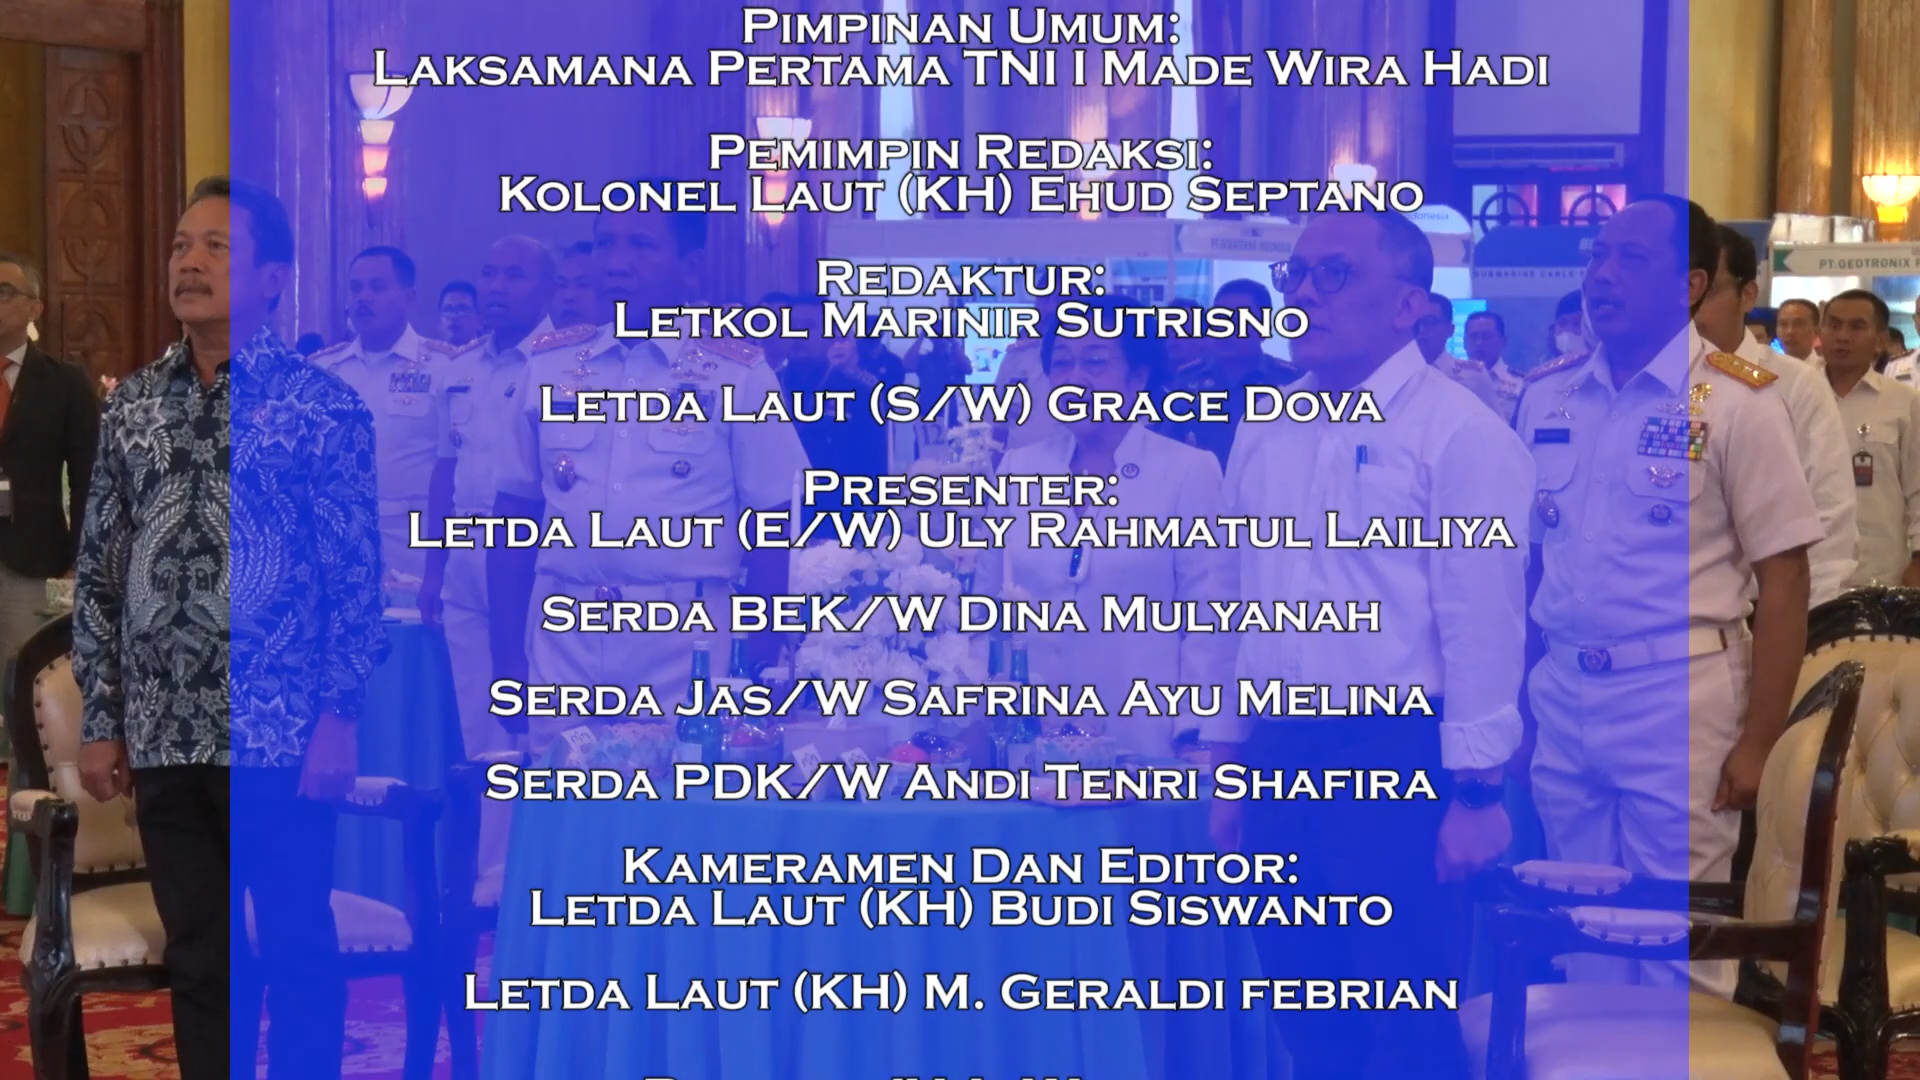 Pimpinan Umum:
Laksamana Pertama TNI I Made Wira Hadi
Pemimpin Redaksi:
Kolonel Laut (KH) Ehud Septano
Redaktur:
Letkol Marinir Sutrisno
Letda Laut (S/W) Grace Dova
Presenter:
Letda Laut (E/W) Uly Rahmatul Lailiya
Serda BEK/W Dina Mulyanah
Serda Jas/W Safrina Ayu Melina
Serda PDK/W Andi Tenri Shafira
Kameramen Dan Editor:
Letda Laut (KH) Budi Siswanto
Letda Laut (KH) M. Geraldi febrian
PT.GEOTRONIX